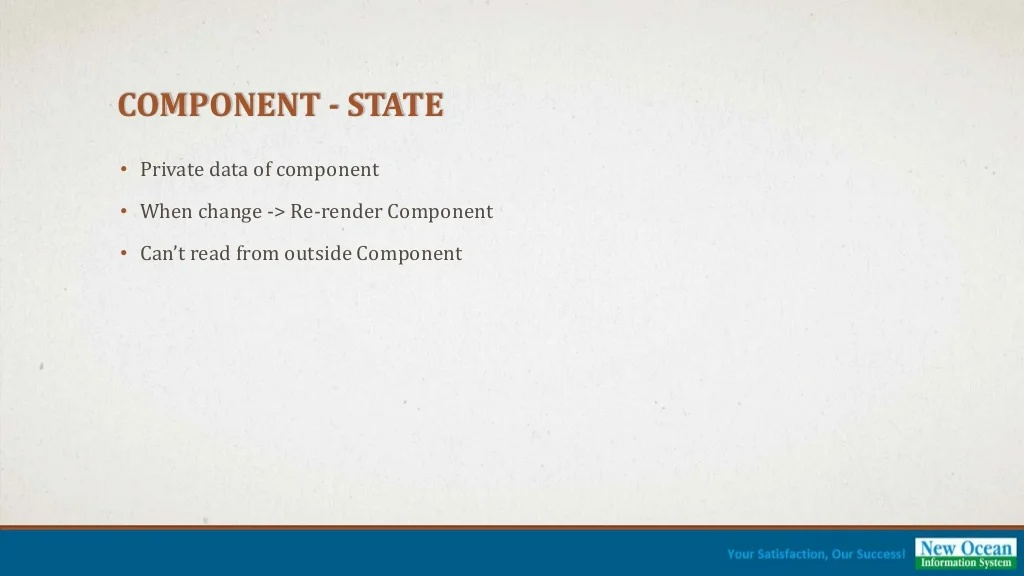 COMPONENT - STATE
• Private data of component
• When change -> Re-render Component
• Can’t read from outside Component
Your Satisfaction, Our Success!
New Ocean
Information System